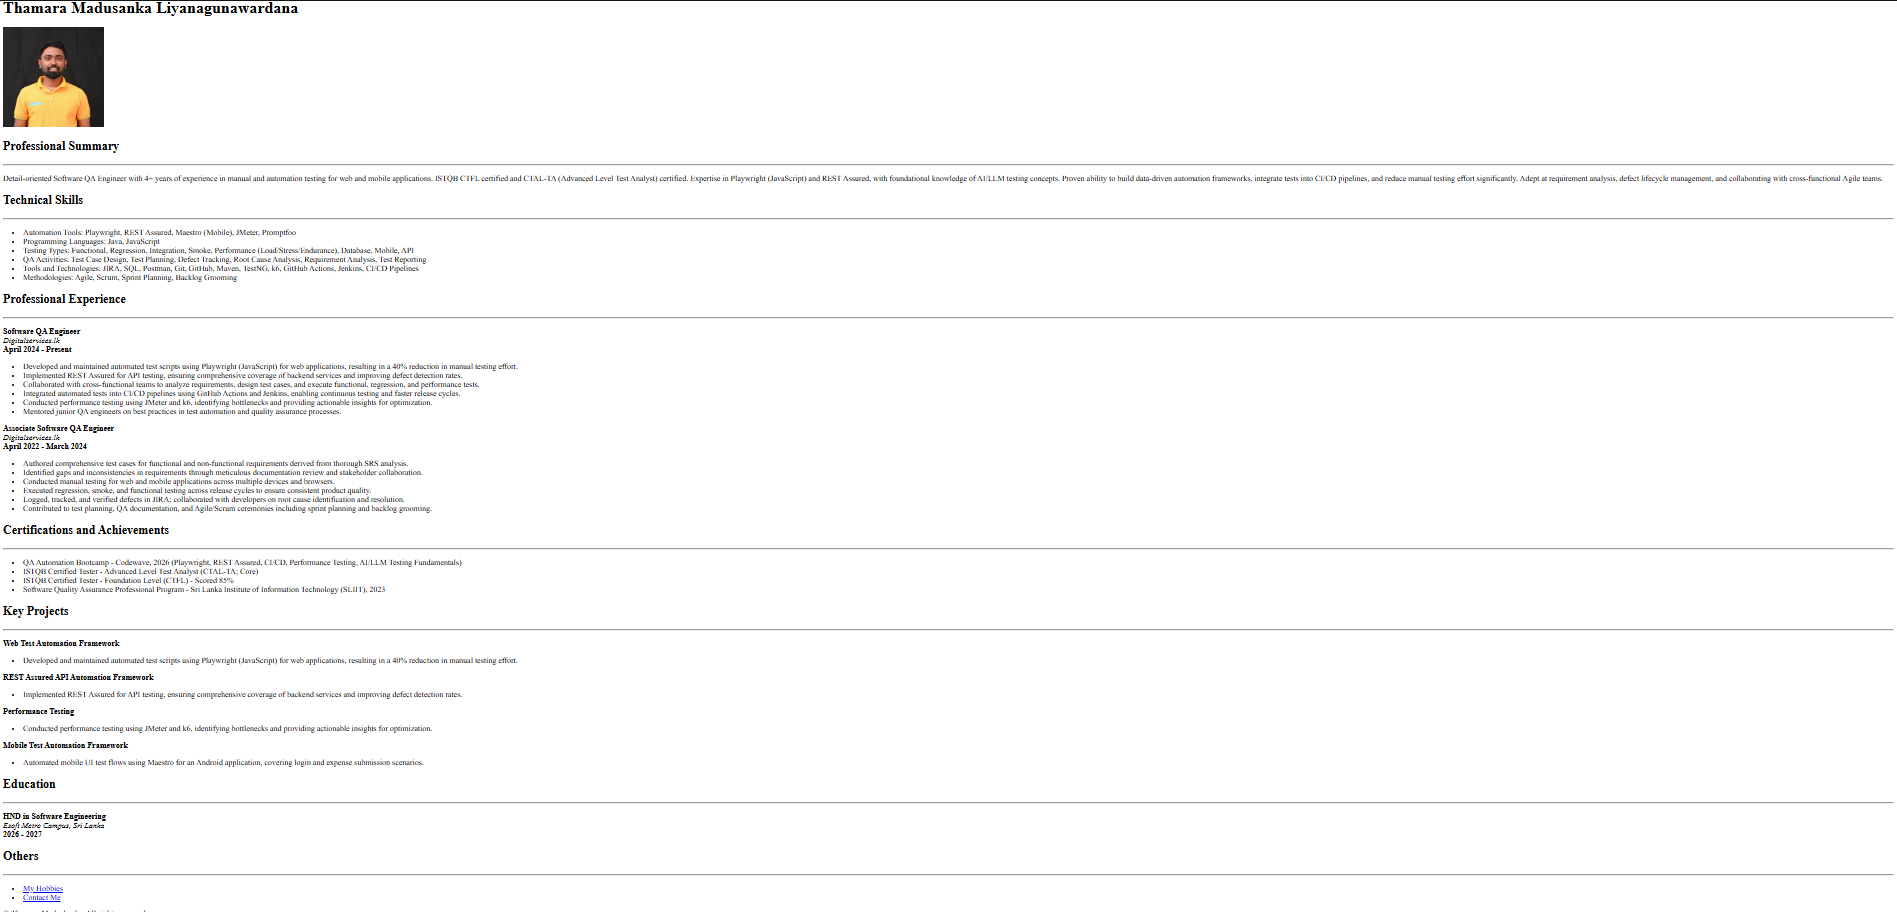 Thamara Madusanka Liyanagunawardana
Professional Summary
Detail-oriented Software QA Engineer with 4+ years of experience in manual and automation testing for web and mobile applications. ISTQB CTFL certified and CTAL-TA (Advanced Level Test Analyst) certified. Expertise in Playwright (JavaScript) and REST Assured, with foundational knowledge of AI/LLM testing concepts. Proven ability to build data-driven automation frameworks, integrate tests into CI/CD pipelines, and reduce manual testing effort significantly. Adept at requirement analysis, defect lifecycle management, and collaborating with cross-functional Agile teams.
Technical Skills
• Automation Tools: Playwright, REST Assured, Maestro (Mobile), JMeter, Promptfoo
• Programming Languages: Java, JavaScript
• Testing Types: Functional, Regression, Integration, Smoke, Performance (Load/Stress/Endurance), Database, Mobile, API
• QA Activities: Test Case Design, Test Planning, Defect Tracking, Root Cause Analysis, Requirement Analysis, Test Reporting
• Tools and Technologies: JIRA, SQL, Postman, Git, GitHub, Maven, TestNG, k6, GitHub Actions, Jenkins, CI/CD Pipelines
• Methodologies: Agile, Scrum, Sprint Planning, Backlog Grooming
Professional Experience
Software QA Engineer
Digitalservices.lk
April 2024 - Present
• Developed and maintained automated test scripts using Playwright (JavaScript) for web applications, resulting in a 40% reduction in manual testing effort.
• Implemented REST Assured for API testing, ensuring comprehensive coverage of backend services and improving defect detection rates.
• Collaborated with cross-functional teams to analyze requirements, design test cases, and execute functional, regression, and performance tests.
• Integrated automated tests into CI/CD pipelines using GitHub Actions and Jenkins, enabling continuous testing and faster release cycles.
• Conducted performance testing using JMeter and k6, identifying bottlenecks and providing actionable insights for optimization.
• Mentored junior QA engineers on best practices in test automation and quality assurance processes.
Associate Software QA Engineer
Digitalservices.lk
April 2022 - March 2024
• Authored comprehensive test cases for functional and non-functional requirements derived from thorough SRS analysis.
• Identified gaps and inconsistencies in requirements through meticulous documentation review and stakeholder collaboration.
• Conducted manual testing for web and mobile applications across multiple devices and browsers.
• Executed regression, smoke, and functional testing across release cycles to ensure consistent product quality.
• Logged, tracked, and verified defects in JIRA; collaborated with developers on root cause identification and resolution.
• Contributed to test planning, QA documentation, and Agile/Scrum ceremonies including sprint planning and backlog grooming.
Certifications and Achievements
• QA Automation Bootcamp - Codewave, 2026 (Playwright, REST Assured, CI/CD, Performance Testing, AI/LLM Testing Fundamentals)
• ISTQB Certified Tester - Advanced Level Test Analyst (CTAL-TA; Core)
• ISTQB Certified Tester - Foundation Level (CTFL) - Scored 85%
• Software Quality Assurance Professional Program - Sri Lanka Institute of Information Technology (SLIIT), 2023
Key Projects
Web Test Automation Framework
• Developed and maintained automated test scripts using Playwright (JavaScript) for web applications, resulting in a 40% reduction in manual testing effort.
REST Assured API Automation Framework
• Implemented REST Assured for API testing, ensuring comprehensive coverage of backend services and improving defect detection rates.
Performance Testing
• Conducted performance testing using JMeter and k6, identifying bottlenecks and providing actionable insights for optimization.
Mobile Test Automation Framework
• Automated mobile UI test flows using Maestro for an Android application, covering login and expense submission scenarios.
Education
HND in Software Engineering
Esoft Metro Campus, Sri Lanka
2026 - 2027
Others
• My Hobbies
• Contact Me